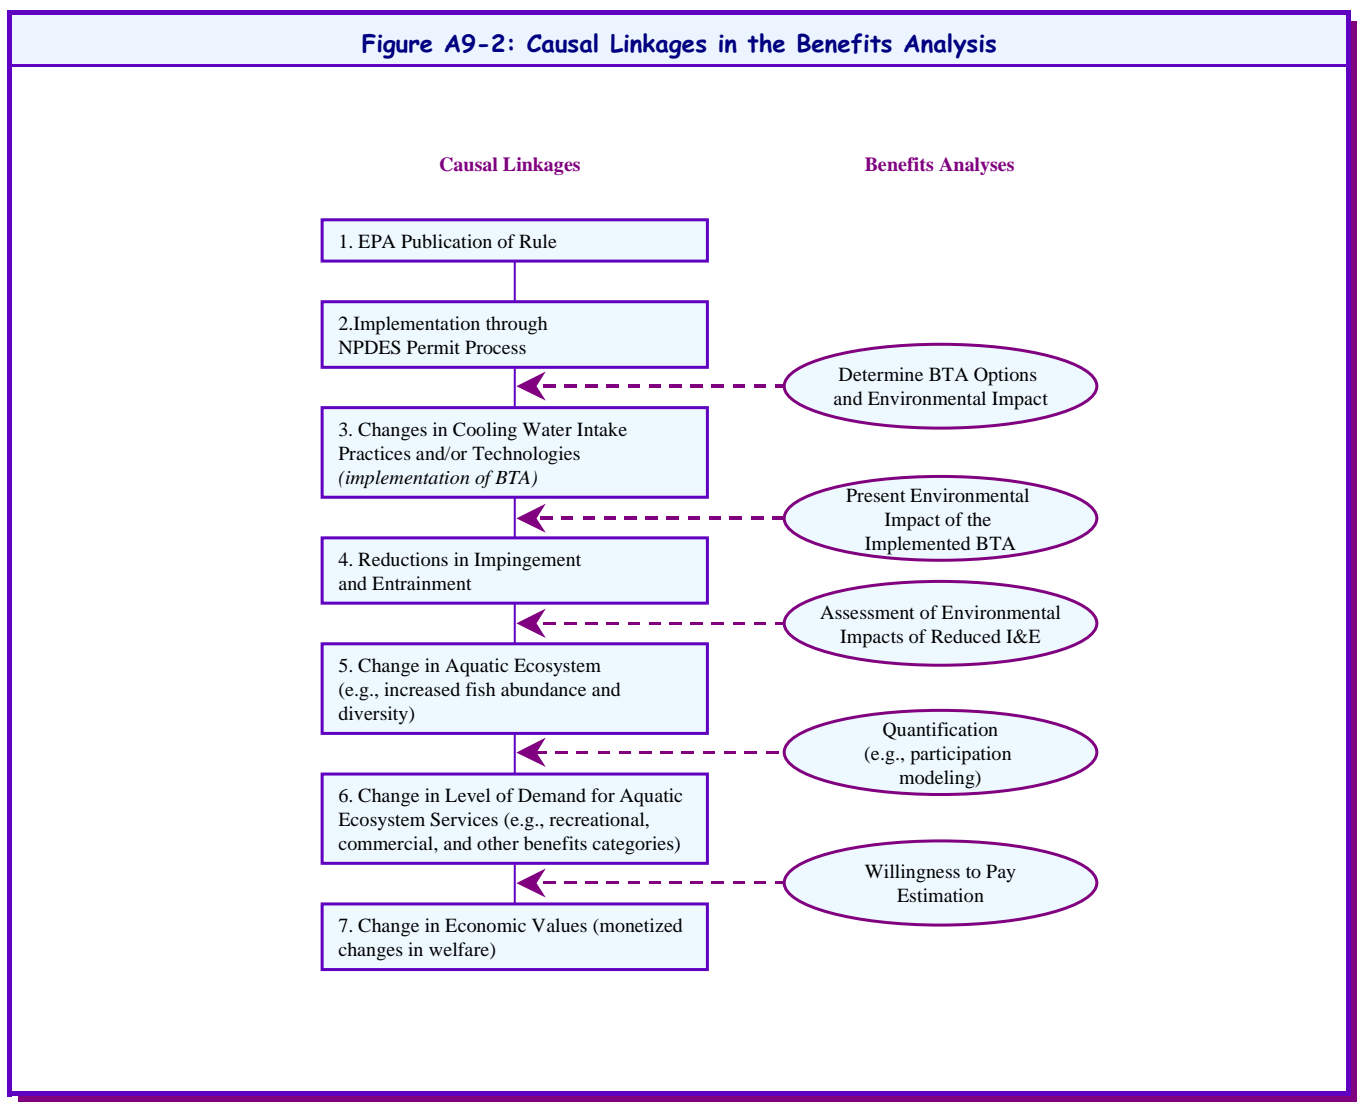 Figure A9-2: Causal Linkages in the Benefits Analysis
Causal Linkages
Benefits Analyses
1. EPA Publication of Rule
2.Implementation through
NPDES Permit Process
Determine BTA Options
and Environmental Impact
3. Changes in Cooling Water Intake
Practices and/or Technologies
(implementation of BTA)
Present Environmental
Impact of the
Implemented BTA
4. Reductions in Impingement
and Entrainment
Assessment of Environmental
Impacts of Reduced I&E
5. Change in Aquatic Ecosystem
(e.g., increased fish abundance and
diversity)
Quantification
(e.g., participation
modeling)
6. Change in Level of Demand for Aquatic
Ecosystem Services (e.g., recreational,
commercial, and other benefits categories)
Willingness to Pay
Estimation
7. Change in Economic Values (monetized
changes in welfare)